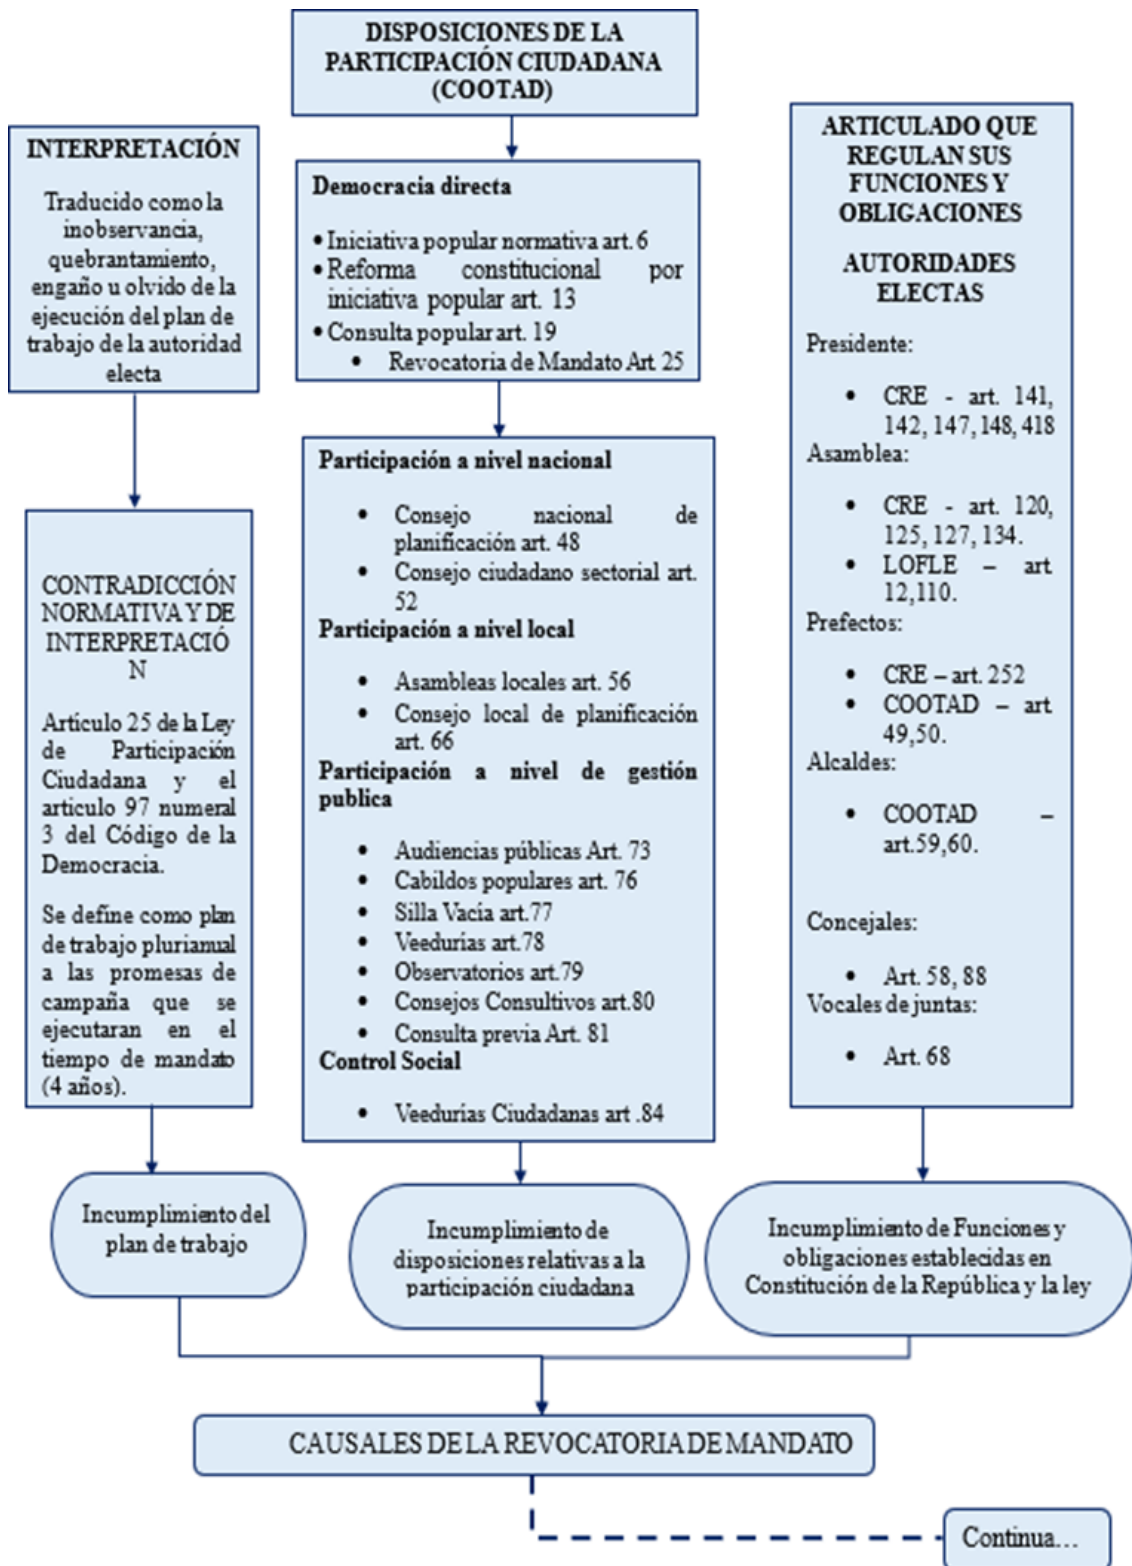 DISPOSICIONES DE LA
PARTICIPACIÓN CIUDADANA
(COOTAD)
INTERPRETACIÓN
Traducido como la
inobservancia,
quebrantamiento,
engaño u olvido de la
ejecución del plan de
trabajo de la autoridad
electa
CONTRADICCIÓN
NORMATIVA Y DE
INTERPRETACIÓ
N
Artículo 25 de la Ley
de Participación
Ciudadana y el
articulo 97 numeral
3 del Código de la
Democracia.
Se define como plan
de trabajo plurianual
a las promesas de
campaña que se
ejecutaran en el
tiempo de mandato
(4 años).
Incumplimiento del
plan de trabajo
Democracia directa
• Iniciativa popular normativa art. 6
• Reforma constitucional por
iniciativa popular art. 13
• Consulta popular art. 19
• Revocatoria de Mandato Art 25
Participación a nivel nacional
• Consejo nacional de
planificación art. 48
• Consejo ciudadano sectorial art.
52
Participación a nivel local
• Asambleas locales art. 56
• Consejo local de planificación
art. 66
Participación a nivel de gestión
publica
• Audiencias públicas Art. 73
• Cabildos populares art. 76
• Silla Vacía art.77
• Veedurías art.78
• Observatorios art.79
• Consejos Consultivos art.80
• Consulta previa Art. 81
Control Social
• Veedurías Ciudadanas art .84
Incumplimiento de
disposiciones relativas a la
participación ciudadana
ARTICULADO QUE
REGULAN SUS
FUNCIONES Y
OBLIGACIONES
AUTORIDADES
ELECTAS
Presidente:
• CRE - art. 141,
142, 147, 148, 418
Asamblea:
• CRE - art. 120,
125, 127, 134.
• LOFLE – art
12,110.
Prefectos:
• CRE – art. 252
• COOTAD – art
49,50.
Alcaldes:
• COOTAD –
art.59,60.
Concejales:
• Art. 58, 88
Vocales de juntas:
• Art. 68
Incumplimiento de Funciones y
obligaciones establecidas en
Constitución de la República y la ley
CAUSALES DE LA REVOCATORIA DE MANDATO
Continua...